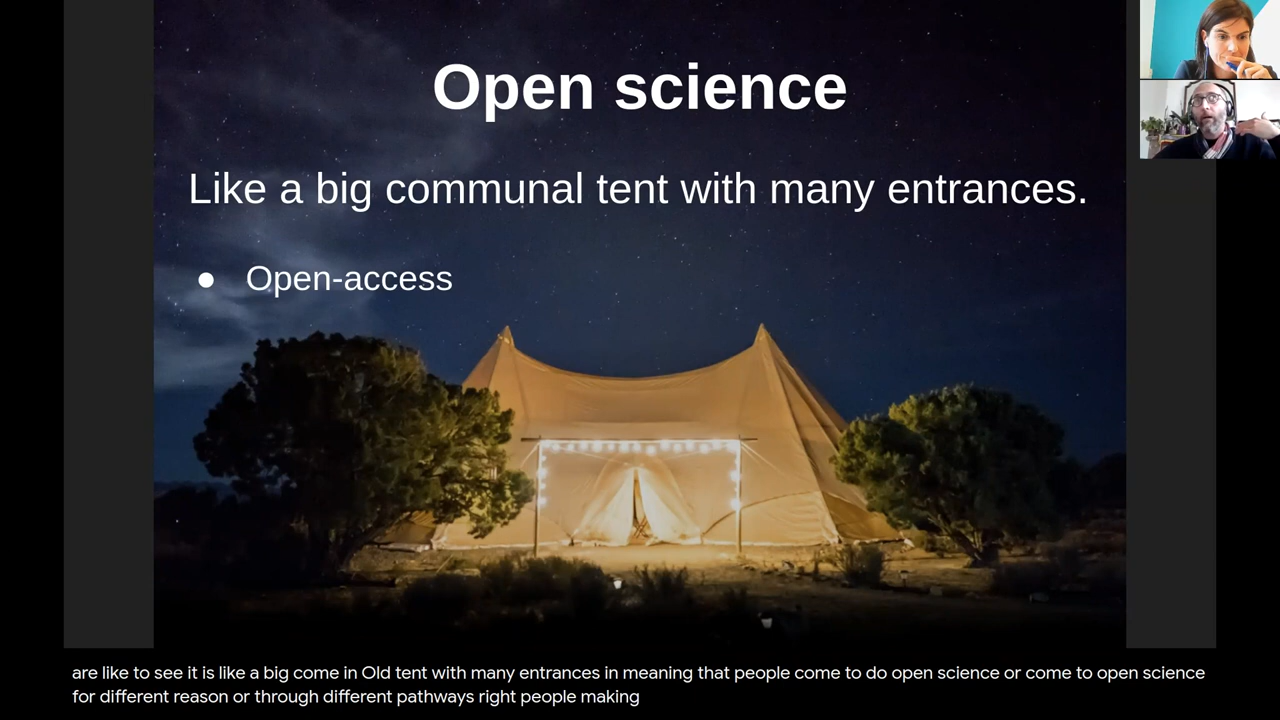 Open science
Like a big communal tent with many entrances.
● Open-access
are like to see it is like a big come in Old tent with many entrances in meaning that people come to do open science or come to open science
for different reason or through different pathways right people making